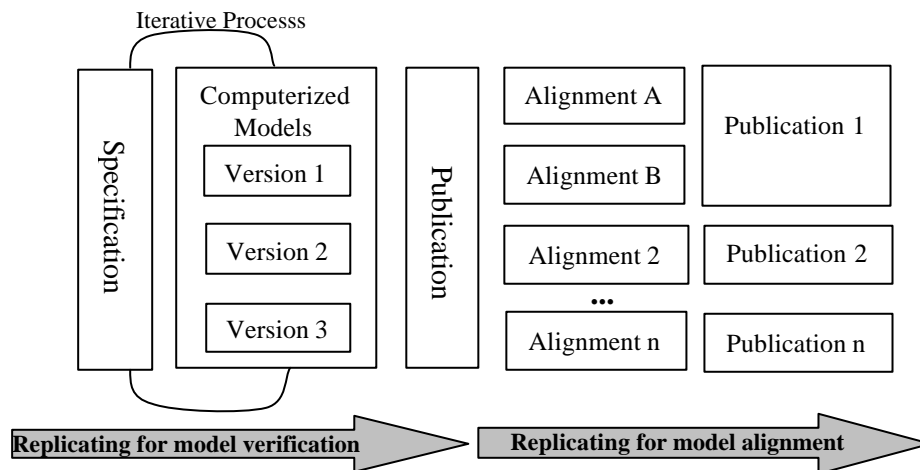 Iterative Processs
Specification
Computerized
Models
Version 1
Version 2
Version 3
Publication
Alignment A
Alignment B
Alignment 2
...
Alignment n
Publication 1
Publication 2
Publication n
Replicating for model verification
Replicating for model alignment